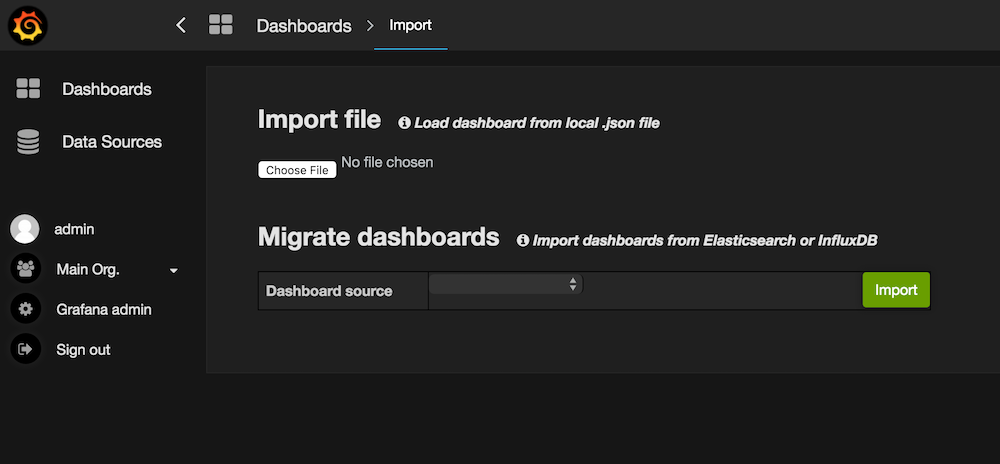 Dashboards
Import
Dashboards
Data Sources
admin
Main Org.
Grafana admin
Sign out
Import file
Load dashboard from local .json file
Choose File
No file chosen
Migrate dashboards
Import dashboards from Elasticsearch or InfluxDB
Dashboard source
Import